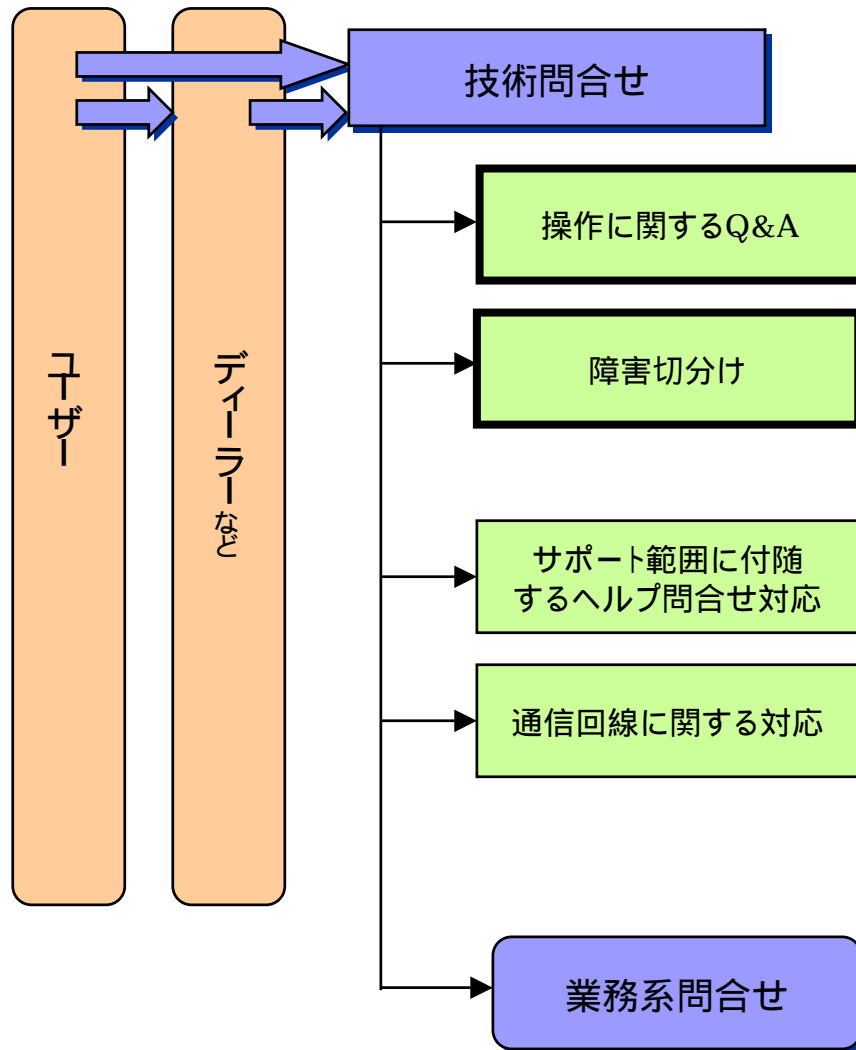 技術問合せ
操作に関するQ&A
障害切分け
ユーザー
ディーラーなど
サポート範囲に付随
するヘルプ問合せ対応
通信回線に関する対応
業務系問合せ